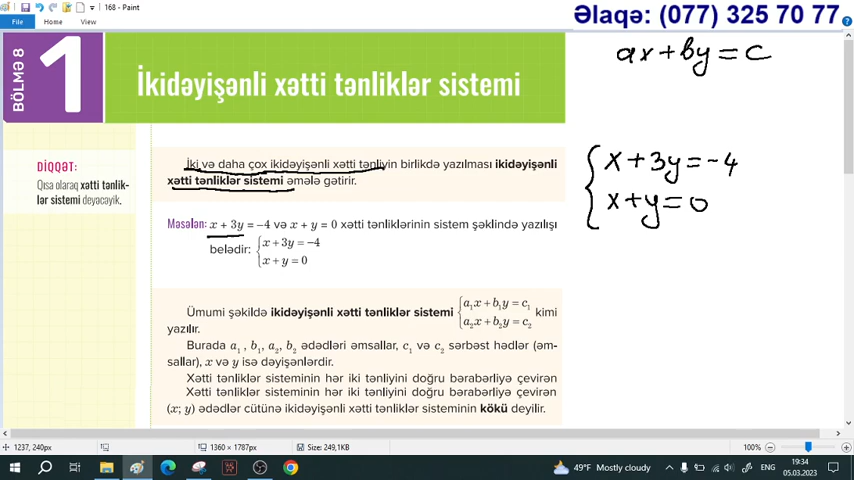 168 - Paint
Əlaqə: (077) 325 70 77
File Home View
BÖLMƏ 8
1
İkidəyişənli xətti tənliklər sistemi
ax+by=c
DİQQƏT:
Qısa olaraq xətti tənlik-
lər sistemi deyəcəyik.
İki və daha çox ikidəyişənli xətti tənliyin birlikdə yazılması ikidəyişənli
xətti tənliklər sistemi əmələ gətirir.
Məsələn: x + 3y = −4 və x + y = 0 xətti tənliklərinin sistem şəklində yazılışı
belədir: {x + 3y = −4
x + y = 0
{x+3y=-4
x+y=0
Ümumi şəkildə ikidəyişənli xətti tənliklər sistemi {a₁x + b₁y = c₁
a₂x + b₂y = c₂ kimi
yazılır.
Burada a₁ , b₁, a₂, b₂ ədədləri əmsallar, c₁ və c₂ sərbəst hədlər (əm-
sallar), x və y isə dəyişənlərdir.
Xətti tənliklər sisteminin hər iki tənliyini doğru bərabərliyə çevirən
Xətti tənliklər sisteminin hər iki tənliyini doğru bərabərliyə çevirən
(x; y) ədədlər cütünə ikidəyişənli xətti tənliklər sisteminin kökü deyilir.
1237, 240px
1360 × 1787px
Size: 249,1KB
100%
49°F Mostly cloudy
ENG
19:34
05.03.2023